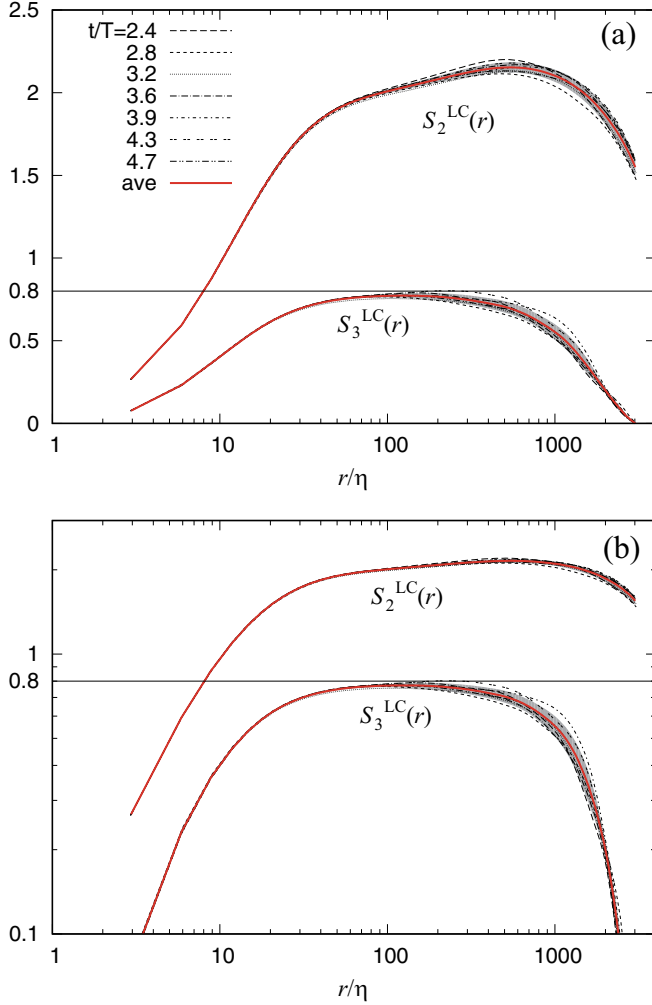 2.5
(a)
t/T=2.4
2.8
3.2
3.6
3.9
4.3
4.7
ave
2
S₂ᴸᶜ(r)
1.5
1
0.8
S₃ᴸᶜ(r)
0.5
0
1 10 100 1000
r/η
(b)
S₂ᴸᶜ(r)
1
0.8
S₃ᴸᶜ(r)
0.1
1 10 100 1000
r/η